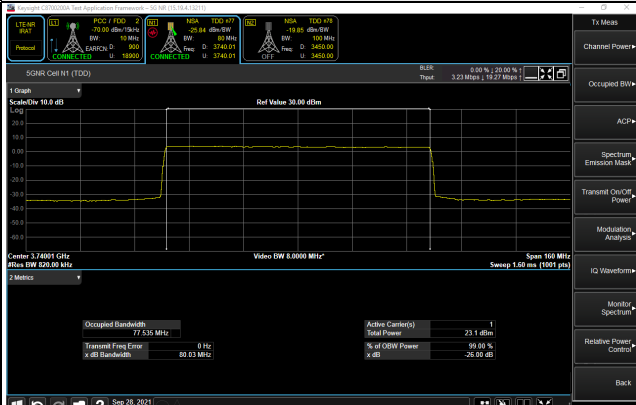 Keysight C8700200A Test Application Framework – 5G-NR (15.19.4.13211)
LTE-NR
IRAT
Protocol
L1
PCC / FDD 2
-70.00 dBm/15kHz
BW: 10 MHz
EARFCN D: 900
CONNECTED U: 18900
N1
NSA TDD n77
-25.84 dBm/BW
BW: 80 MHz
Freq: D: 3740.01
CONNECTED U: 3740.01
N2
NSA TDD n78
-19.85 dBm/BW
BW: 100 MHz
Freq: D: 3450.00
OFF U: 3450.00
5GNR Cell N1 (TDD)
BLER: 0.00 % ↓ 20.00 % ↑
Thput: 3.23 Mbps ↓ 19.27 Mbps ↑
1 Graph
Scale/Div 10.0 dB
Ref Value 30.00 dBm
Log
20.0
10.0
0.00
-10.0
-20.0
-30.0
-40.0
-50.0
-60.0
Center 3.74001 GHz
Video BW 8.0000 MHz*
Span 160 MHz
#Res BW 820.00 kHz
Sweep 1.60 ms (1001 pts)
2 Metrics
Occupied Bandwidth
77.535 MHz
Transmit Freq Error 0 Hz
x dB Bandwidth 80.03 MHz
Active Carrier(s) 1
Total Power 23.1 dBm
% of OBW Power 99.00 %
x dB -26.00 dB
Tx Meas
Channel Power
Occupied BW
ACP
Spectrum
Emission Mask
Transmit On/Off
Power
Modulation
Analysis
IQ Waveform
Monitor
Spectrum
Relative Power
Control
Back
Sep 28, 2021